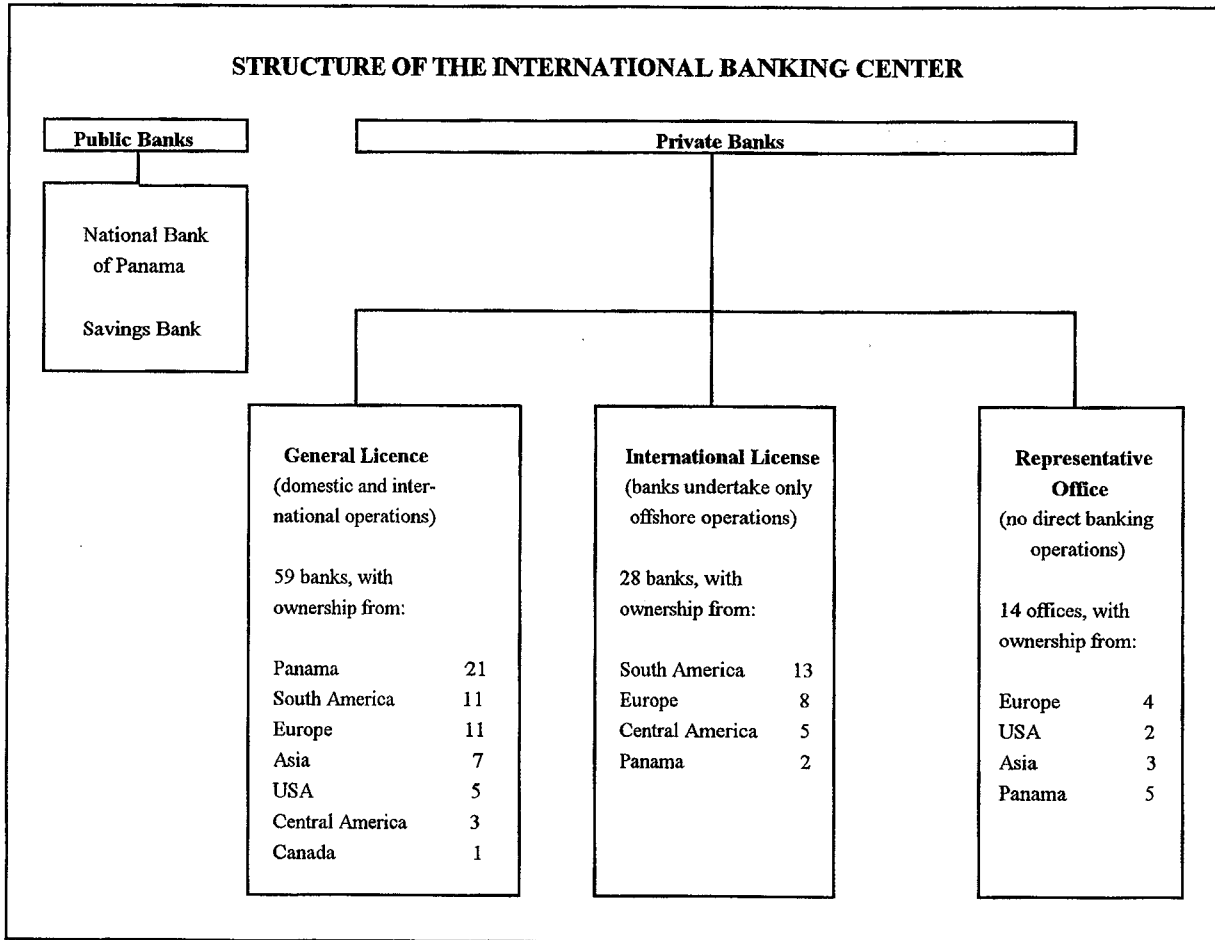 STRUCTURE OF THE INTERNATIONAL BANKING CENTER
Public Banks
Private Banks
National Bank
of Panama
Savings Bank
General Licence
(domestic and inter-
national operations)
59 banks, with
ownership from:
Panama 21
South America 11
Europe 11
Asia 7
USA 5
Central America 3
Canada 1
International License
(banks undertake only
offshore operations)
28 banks, with
ownership from:
South America 13
Europe 8
Central America 5
Panama 2
Representative
Office
(no direct banking
operations)
14 offices, with
ownership from:
Europe 4
USA 2
Asia 3
Panama 5